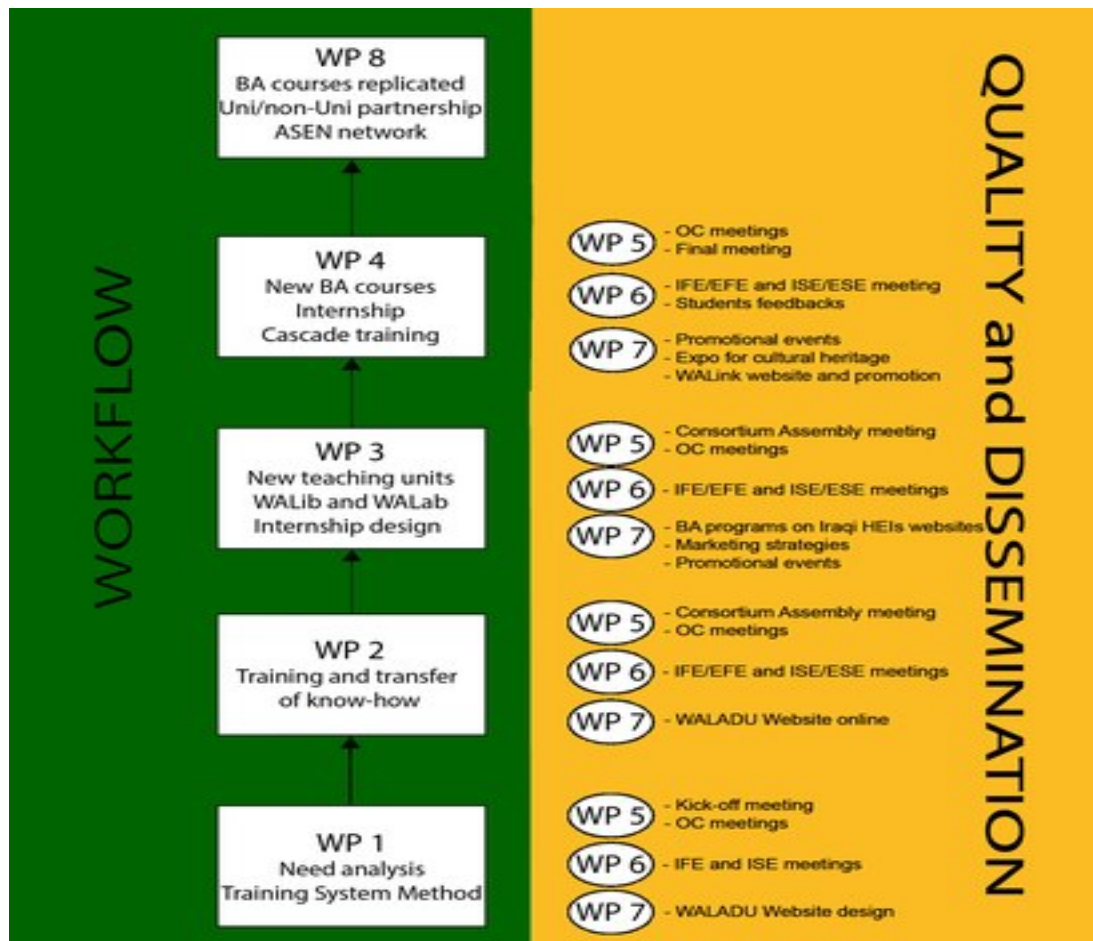 WORKFLOW
WP 8
BA courses replicated
Uni/non-Uni partnership
ASEN network
WP 4
New BA courses
Internship
Cascade training
WP 3
New teaching units
WALib and WALab
Internship design
WP 2
Training and transfer
of know-how
WP 1
Need analysis
Training System Method
QUALITY and DISSEMINATION
WP 5
- OC meetings
- Final meeting
WP 6
- IFE/EFE and ISE/ESE meeting
- Students feedbacks
WP 7
- Promotional events
- Expo for cultural heritage
- WALink website and promotion
WP 5
- Consortium Assembly meeting
- OC meetings
WP 6
- IFE/EFE and ISE/ESE meetings
WP 7
- BA programs on Iraqi HEIs websites
- Marketing strategies
- Promotional events
WP 5
- Consortium Assembly meeting
- OC meetings
WP 6
- IFE/EFE and ISE/ESE meetings
WP 7
- WALADU Website online
WP 5
- Kick-off meeting
- OC meetings
WP 6
- IFE and ISE meetings
WP 7
- WALADU Website design